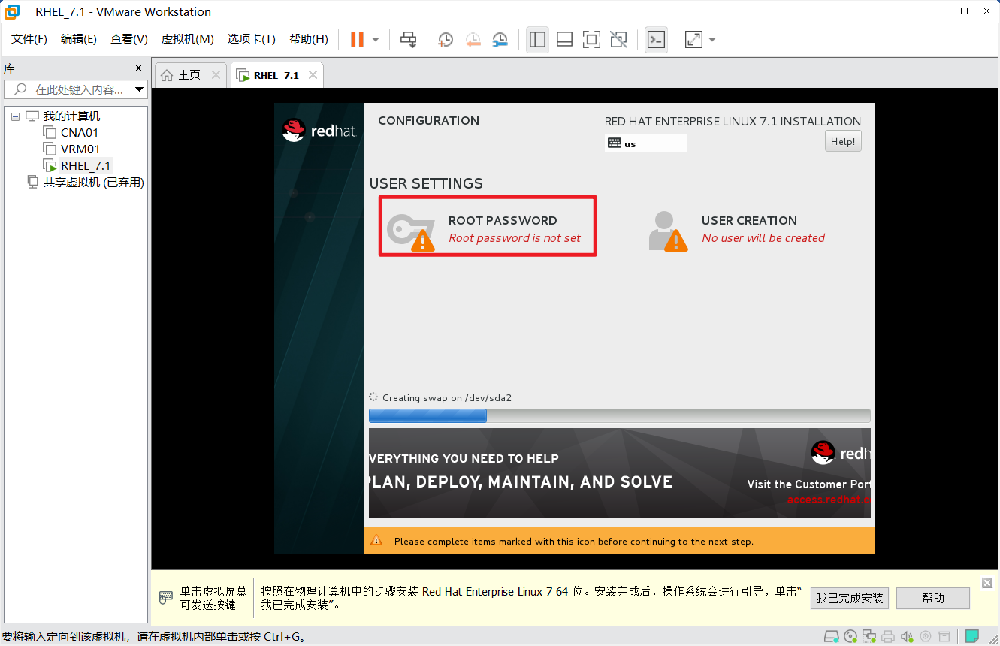 RHEL_7.1 - VMware Workstation
文件(F) 编辑(E) 查看(V) 虚拟机(M) 选项卡(T) 帮助(H)
库
在此处键入内容...
我的计算机
CNA01
VRM01
RHEL_7.1
共享虚拟机 (已弃用)
主页
RHEL_7.1
redhat
CONFIGURATION
RED HAT ENTERPRISE LINUX 7.1 INSTALLATION
us
Help!
USER SETTINGS
ROOT PASSWORD
Root password is not set
USER CREATION
No user will be created
Creating swap on /dev/sda2
VERYTHING YOU NEED TO HELP
PLAN, DEPLOY, MAINTAIN, AND SOLVE
redh
Visit the Customer Port
access.redhat.c
Please complete items marked with this icon before continuing to the next step.
单击虚拟屏幕
可发送按键
按照在物理计算机中的步骤安装 Red Hat Enterprise Linux 7 64 位。安装完成后，操作系统会进行引导，单击“
我已完成安装”。
我已完成安装
帮助
要将输入定向到该虚拟机，请在虚拟机内部单击或按 Ctrl+G。